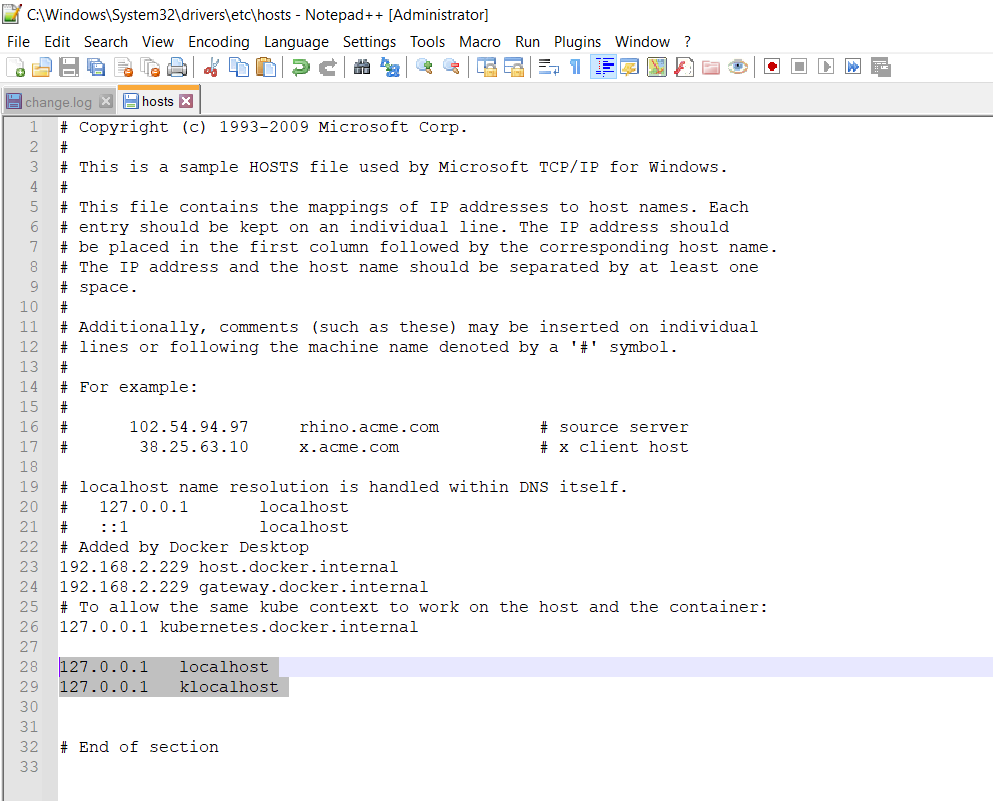 C:\Windows\System32\drivers\etc\hosts - Notepad++ [Administrator]
File Edit Search View Encoding Language Settings Tools Macro Run Plugins Window ?
change.log hosts
1 # Copyright (c) 1993-2009 Microsoft Corp.
2 #
3 # This is a sample HOSTS file used by Microsoft TCP/IP for Windows.
4 #
5 # This file contains the mappings of IP addresses to host names. Each
6 # entry should be kept on an individual line. The IP address should
7 # be placed in the first column followed by the corresponding host name.
8 # The IP address and the host name should be separated by at least one
9 # space.
10 #
11 # Additionally, comments (such as these) may be inserted on individual
12 # lines or following the machine name denoted by a '#' symbol.
13 #
14 # For example:
15 #
16 #      102.54.94.97     rhino.acme.com          # source server
17 #       38.25.63.10     x.acme.com              # x client host
18
19 # localhost name resolution is handled within DNS itself.
20 #   127.0.0.1       localhost
21 #   ::1             localhost
22 # Added by Docker Desktop
23 192.168.2.229 host.docker.internal
24 192.168.2.229 gateway.docker.internal
25 # To allow the same kube context to work on the host and the container:
26 127.0.0.1 kubernetes.docker.internal
27
28 127.0.0.1   localhost
29 127.0.0.1   klocalhost
30
31
32 # End of section
33